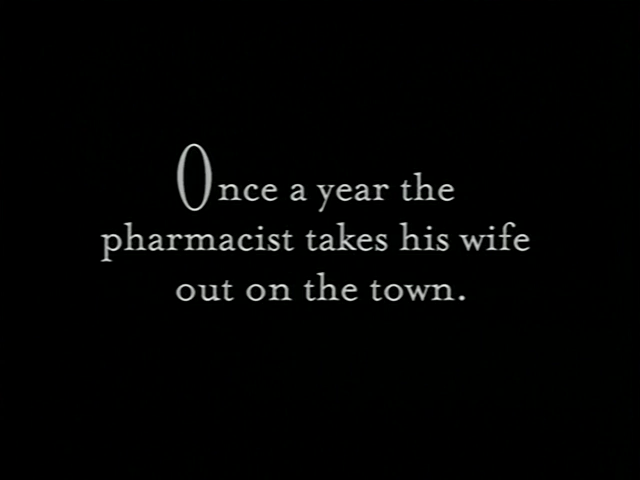 Once a year the
pharmacist takes his wife
out on the town.